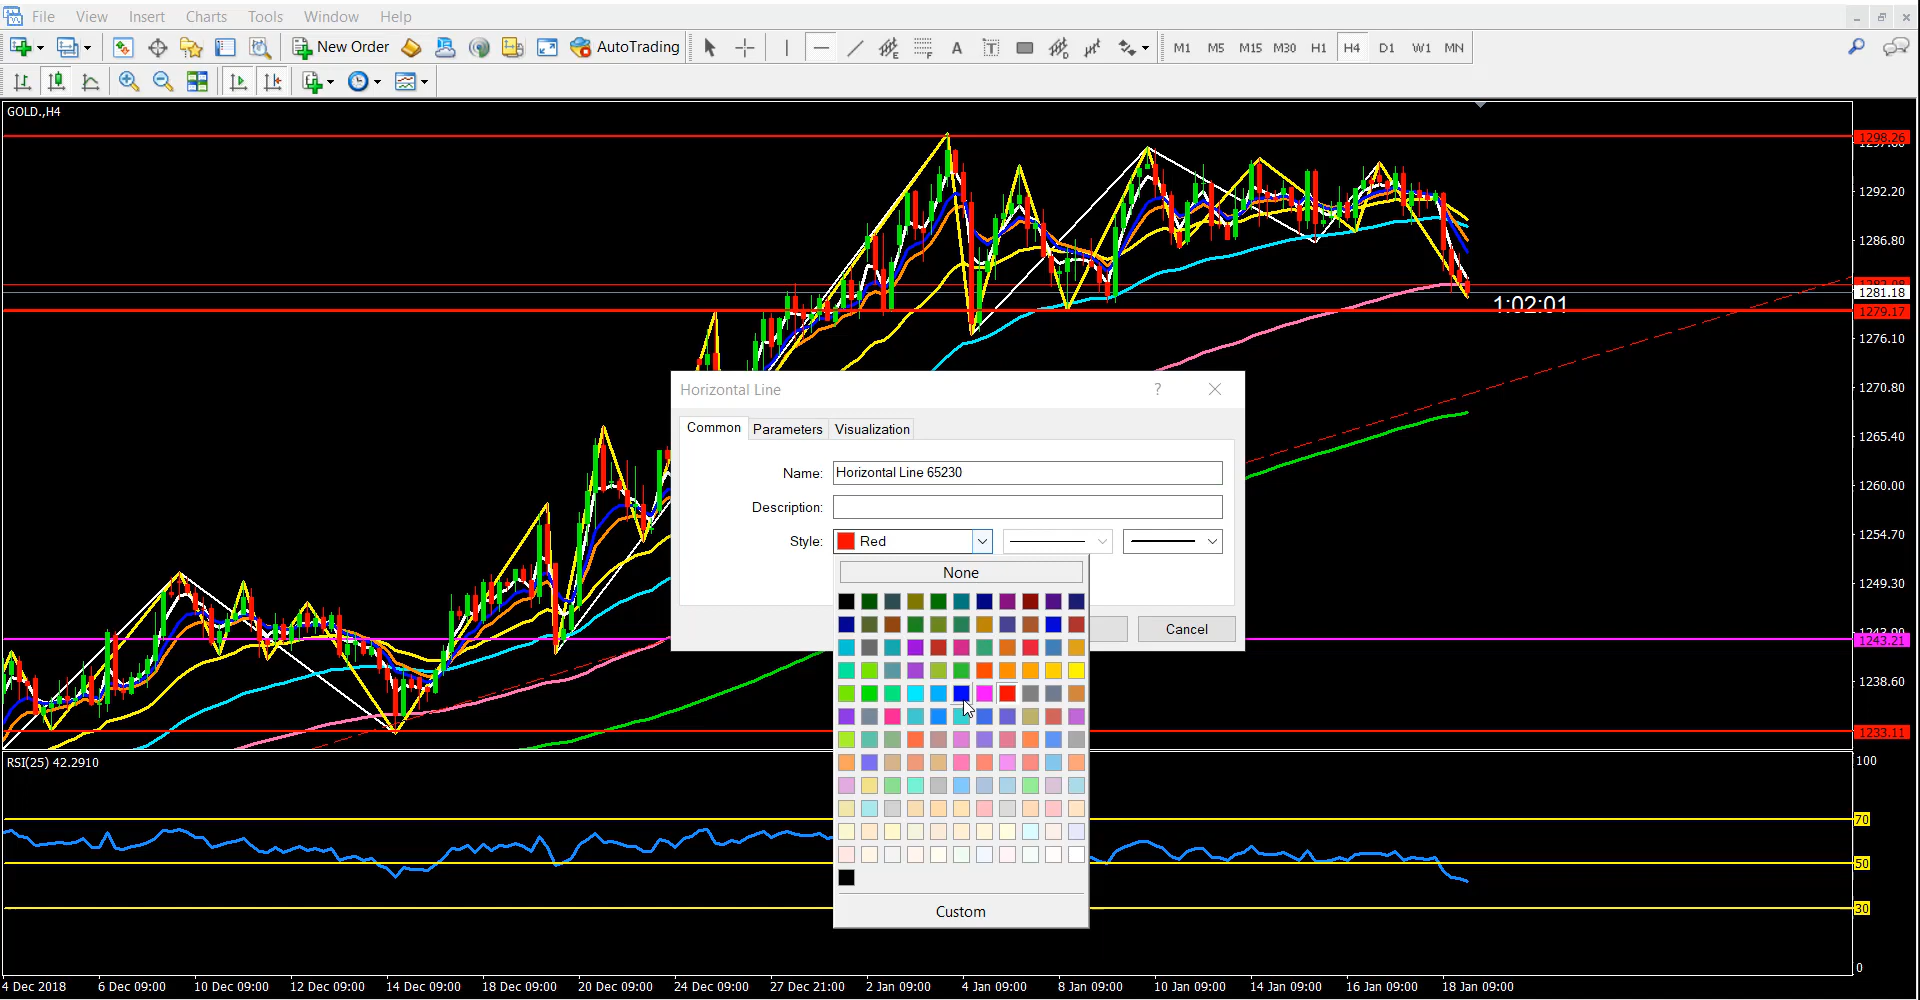 File View Insert Charts Tools Window Help
New Order AutoTrading A T M1 M5 M15 M30 H1 H4 D1 W1 MN
GOLD.,H4
1298.26
1292.20
1286.80
1281.18
1:02:01
1279.17
1276.10
1270.80
1265.40
1260.00
1254.70
1249.30
1243.21
1238.60
1233.11
Horizontal Line ?
Common Parameters Visualization
Name: Horizontal Line 65230
Description:
Style: Red
None
Cancel
Custom
RSI(25) 42.2910
100
70
50
30
0
4 Dec 2018 6 Dec 09:00 10 Dec 09:00 12 Dec 09:00 14 Dec 09:00 18 Dec 09:00 20 Dec 09:00 24 Dec 09:00 27 Dec 21:00 2 Jan 09:00 4 Jan 09:00 8 Jan 09:00 10 Jan 09:00 14 Jan 09:00 16 Jan 09:00 18 Jan 09:00